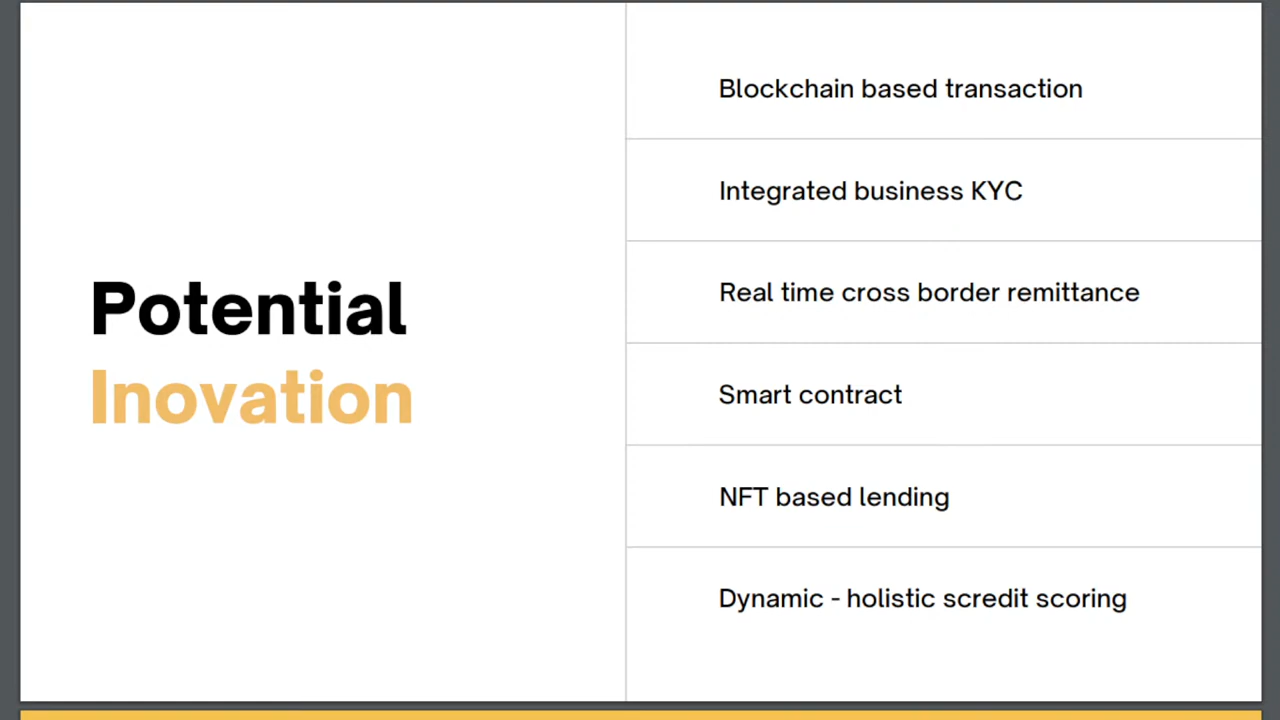 Potential
Inovation
Blockchain based transaction
Integrated business KYC
Real time cross border remittance
Smart contract
NFT based lending
Dynamic - holistic scredit scoring